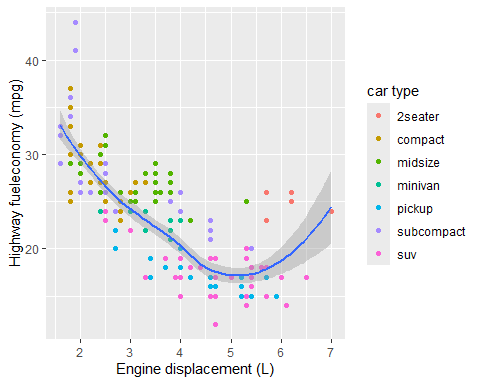 Highway fueleconomy (mpg)
40
30
20
2 3 4 5 6 7
Engine displacement (L)
car type
2seater
compact
midsize
minivan
pickup
subcompact
suv